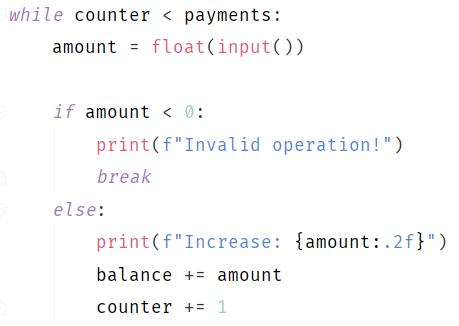 while counter < payments:
    amount = float(input())

    if amount < 0:
        print(f"Invalid operation!")
        break
    else:
        print(f"Increase: {amount:.2f}")
        balance += amount
        counter += 1